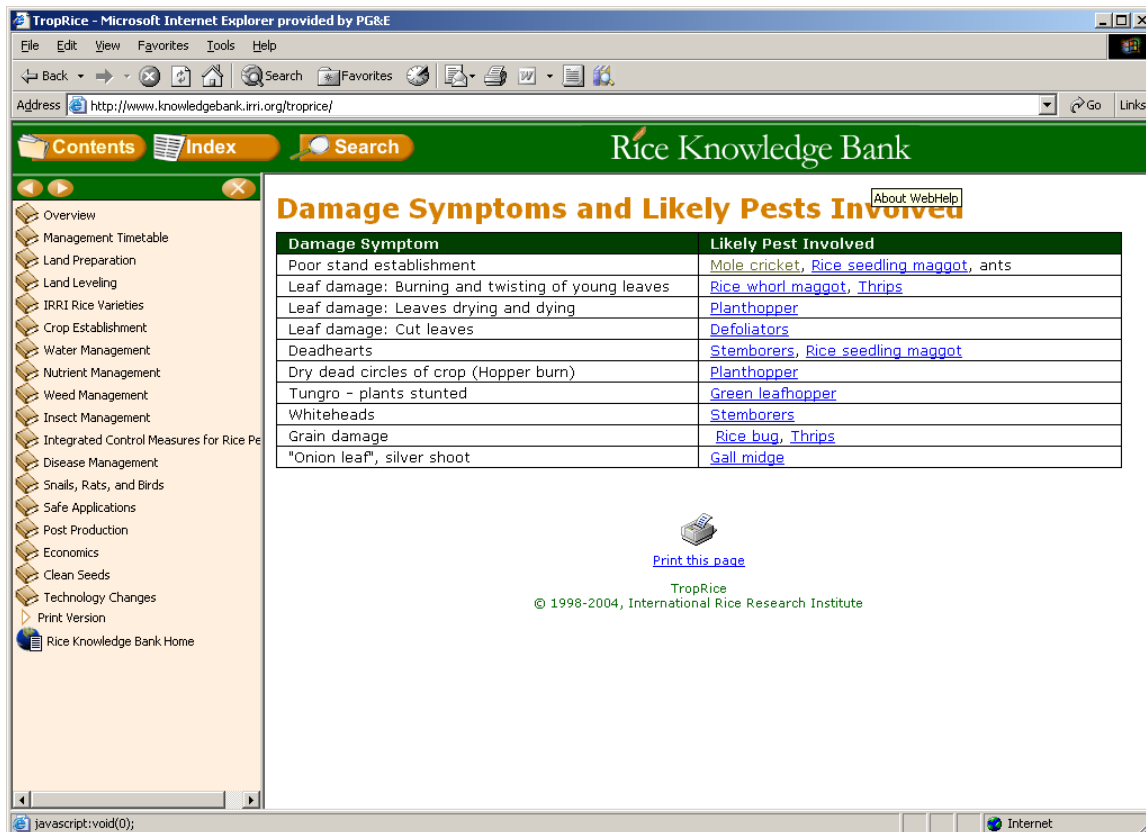 TropRice - Microsoft Internet Explorer provided by PG&E
File Edit View Favorites Tools Help
Back Search Favorites
Address http://www.knowledgebank.irri.org/troprice/ Go Links
Contents Index Search Rice Knowledge Bank
About WebHelp
Overview
Management Timetable
Land Preparation
Land Leveling
IRRI Rice Varieties
Crop Establishment
Water Management
Nutrient Management
Weed Management
Insect Management
Integrated Control Measures for Rice Pe
Disease Management
Snails, Rats, and Birds
Safe Applications
Post Production
Economics
Clean Seeds
Technology Changes
Print Version
Rice Knowledge Bank Home
Damage Symptoms and Likely Pests Involved
Damage Symptom Likely Pest Involved
Poor stand establishment Mole cricket, Rice seedling maggot, ants
Leaf damage: Burning and twisting of young leaves Rice whorl maggot, Thrips
Leaf damage: Leaves drying and dying Planthopper
Leaf damage: Cut leaves Defoliators
Deadhearts Stemborers, Rice seedling maggot
Dry dead circles of crop (Hopper burn) Planthopper
Tungro - plants stunted Green leafhopper
Whiteheads Stemborers
Grain damage Rice bug, Thrips
"Onion leaf", silver shoot Gall midge
Print this page
TropRice
© 1998-2004, International Rice Research Institute
javascript:void(0); Internet